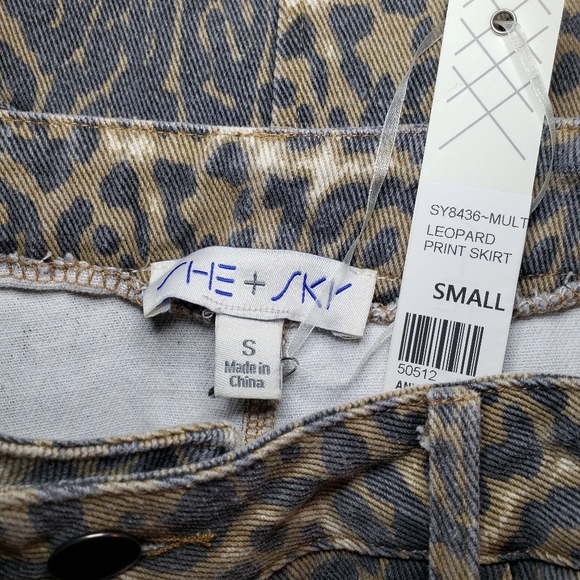 SHE + SKY
S
Made in
China
SY8436~MULT
LEOPARD
PRINT SKIRT
SMALL
50512